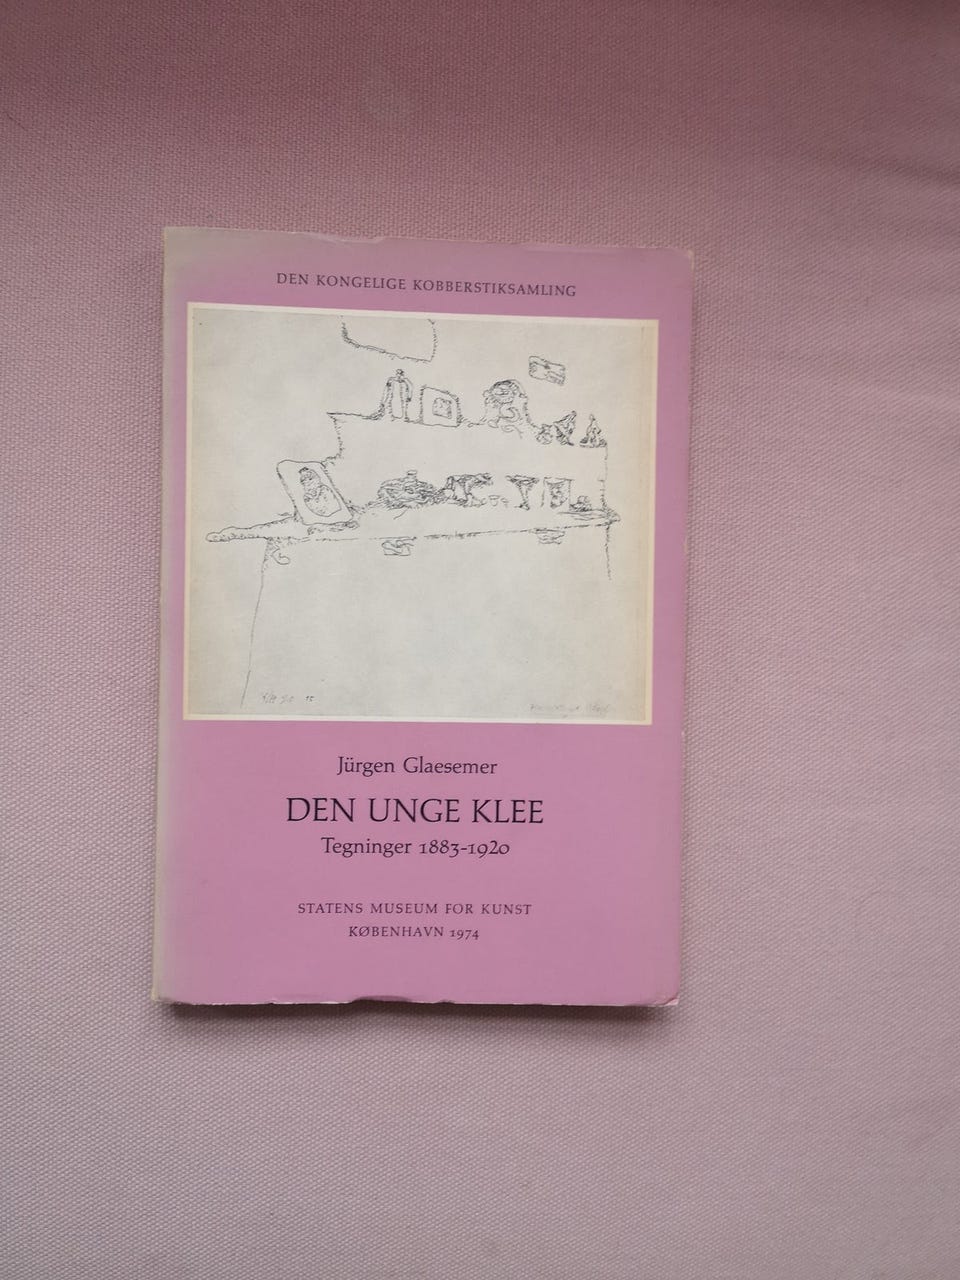 DEN KONGELIGE KOBBERSTIKSAMLING
Jürgen Glaesemer
DEN UNGE KLEE
Tegninger 1883-1920
STATENS MUSEUM FOR KUNST
KØBENHAVN 1974